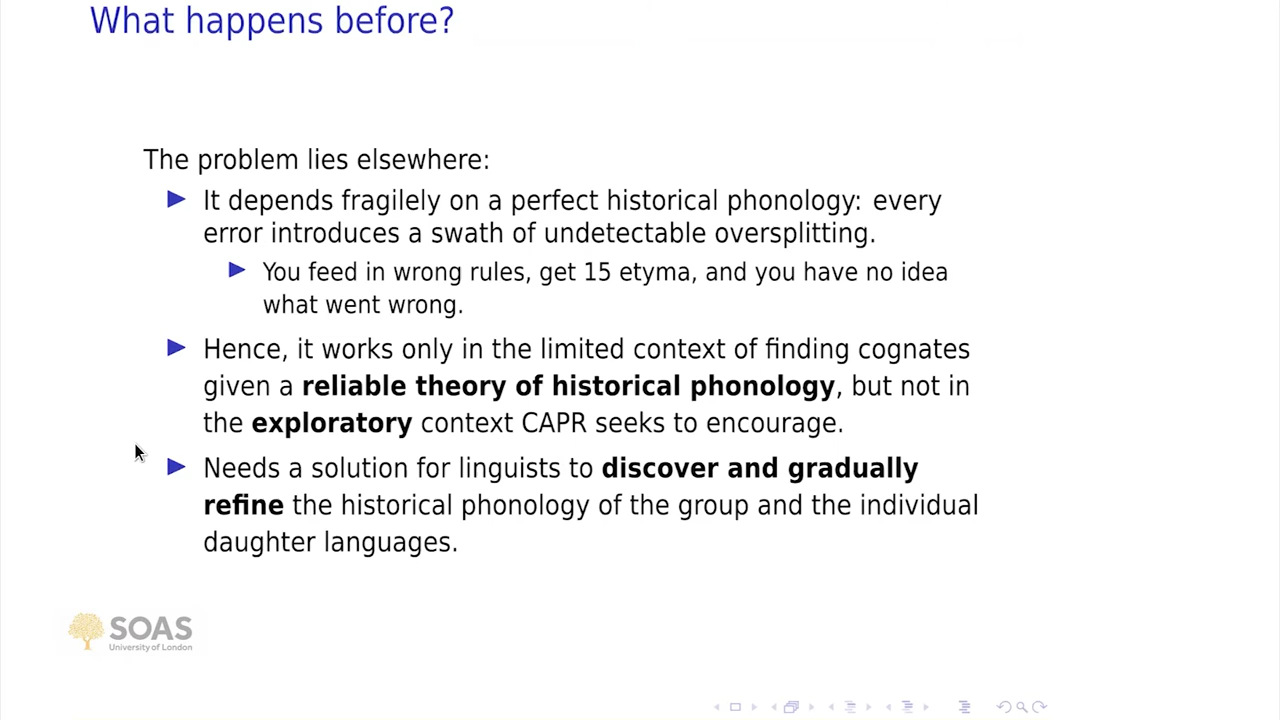 What happens before?
The problem lies elsewhere:
It depends fragilely on a perfect historical phonology: every
error introduces a swath of undetectable oversplitting.
You feed in wrong rules, get 15 etyma, and you have no idea
what went wrong.
Hence, it works only in the limited context of finding cognates
given a reliable theory of historical phonology, but not in
the exploratory context CAPR seeks to encourage.
Needs a solution for linguists to discover and gradually
refine the historical phonology of the group and the individual
daughter languages.
SOAS
University of London